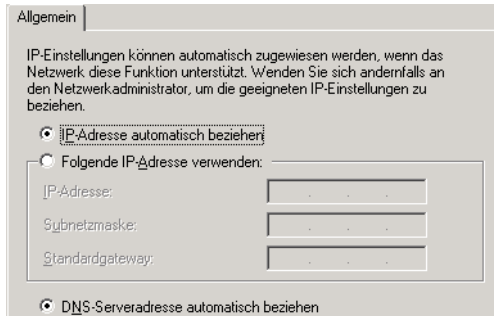 Allgemein
IP-Einstellungen können automatisch zugewiesen werden, wenn das
Netzwerk diese Funktion unterstützt. Wenden Sie sich andernfalls an
den Netzwerkadministrator, um die geeigneten IP-Einstellungen zu
beziehen.
IP-Adresse automatisch beziehen
Folgende IP-Adresse verwenden:
IP-Adresse:
Subnetzmaske:
Standardgateway:
DNS-Serveradresse automatisch beziehen